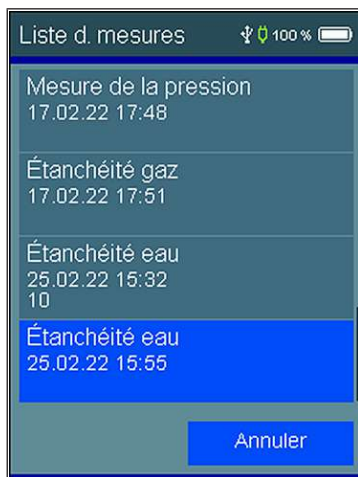 Liste d. mesures 100 %
Mesure de la pression
17.02.22 17:48
Étanchéité gaz
17.02.22 17:51
Étanchéité eau
25.02.22 15:32
10
Étanchéité eau
25.02.22 15:55
Annuler